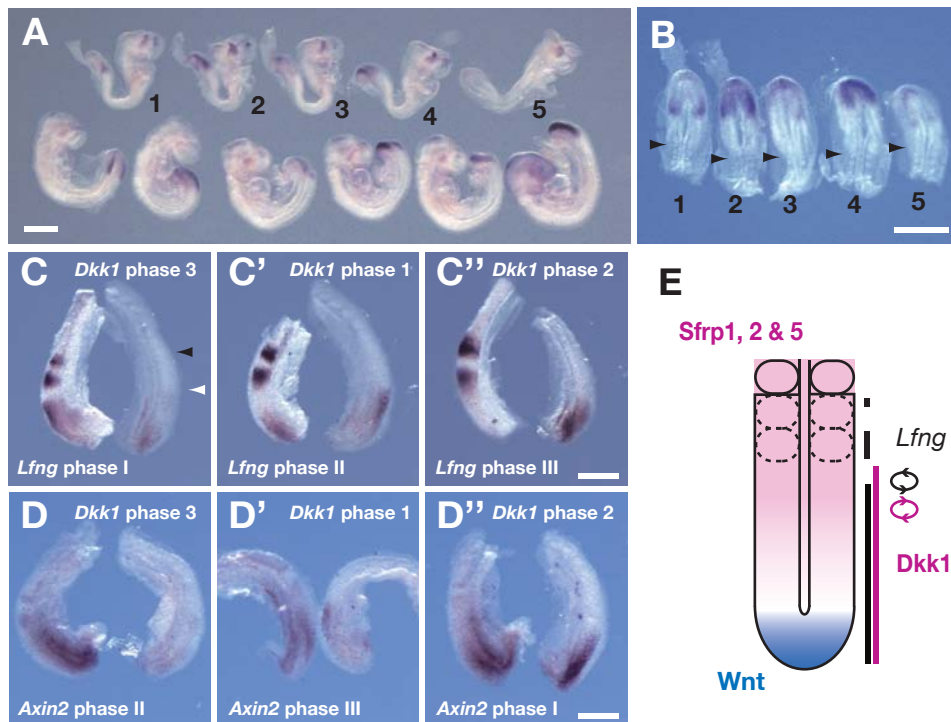 A
1
2
3
4
5
B
1
2
3
4
5
C
Dkk1 phase 3
Lfng phase I
C'
Dkk1 phase 1
Lfng phase II
C''
Dkk1 phase 2
Lfng phase III
D
Dkk1 phase 3
Axin2 phase II
D'
Dkk1 phase 1
Axin2 phase III
D''
Dkk1 phase 2
Axin2 phase I
E
Sfrp1, 2 & 5
Lfng
Dkk1
Wnt